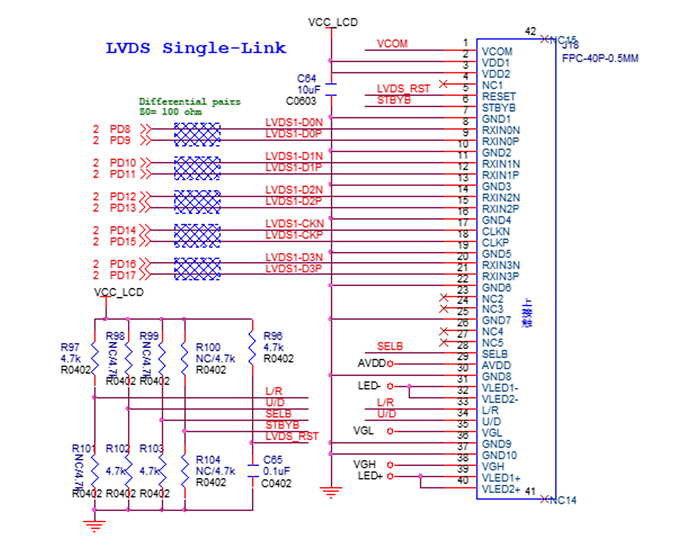 LVDS Single-Link
VCC_LCD
42
NC15
J18
FPC-40P-0.5MM
C64
10uF
C0603
Differential pairs
50= 100 ohm
2 PD8 LVDS1-D0N
2 PD9 LVDS1-D0P
2 PD10 LVDS1-D1N
2 PD11 LVDS1-D1P
2 PD12 LVDS1-D2N
2 PD13 LVDS1-D2P
2 PD14 LVDS1-CKN
2 PD15 LVDS1-CKP
2 PD16 LVDS1-D3N
2 PD17 LVDS1-D3P
VCOM 1 VCOM
2 VDD1
3 VDD2
4 NC1
LVDS_RST 5 RESET
STBYB 6 STBYB
7 GND1
8 RXIN0N
9 RXIN0P
10 GND2
11 RXIN1N
12 RXIN1P
13 GND3
14 RXIN2N
15 RXIN2P
16 GND4
17 CLKN
18 CLKP
19 GND5
20 RXIN3N
21 RXIN3P
22 GND6
23 NC2
24 NC3
25 GND7
26 NC4
27 NC5
SELB 28 SELB
AVDD 29 AVDD
30 GND8
LED- 31 VLED1-
32 VLED2-
L/R 33 L/R
U/D 34 U/D
VGL 35 VGL
36 GND9
37 GND10
VGH 38 VGH
LED+ 39 VLED1+
40 VLED2+
41
NC14
VCC_LCD
R97
4.7k
R0402
R98
NC/4.7k
R0402
R99
NC/4.7k
R0402
R100
NC/4.7k
R0402
R96
4.7k
R0402
L/R
U/D
SELB
STBYB
LVDS_RST
R101
NC/4.7k
R0402
R102
4.7k
R0402
R103
4.7k
R0402
R104
NC/4.7k
R0402
C65
0.1uF
C0402